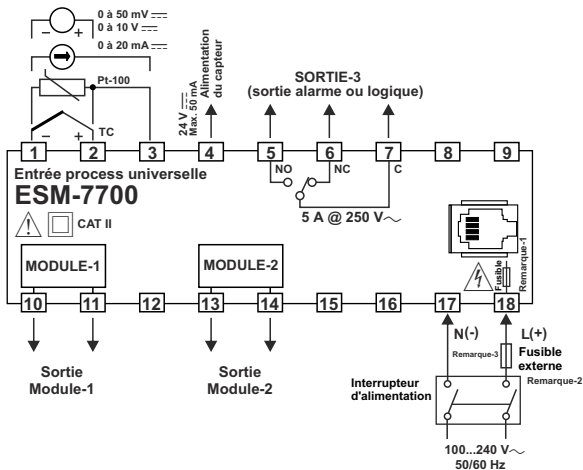 0 à 50 mV
0 à 10 V
− +
0 à 20 mA
Pt-100
− + TC
24 V
Max. 50 mA
Alimentation
du capteur
SORTIE-3
(sortie alarme ou logique)
1 2 3 4 5 6 7 8 9
NO NC C
5 A @ 250 V~
Entrée process universelle
ESM-7700
CAT II
MODULE-1
MODULE-2
Fusible
Remarque-1
10 11 12 13 14 15 16 17 18
Sortie
Module-1
Sortie
Module-2
N(-)
L(+)
Remarque-3
Fusible
externe
Remarque-2
Interrupteur
d'alimentation
100...240 V~
50/60 Hz